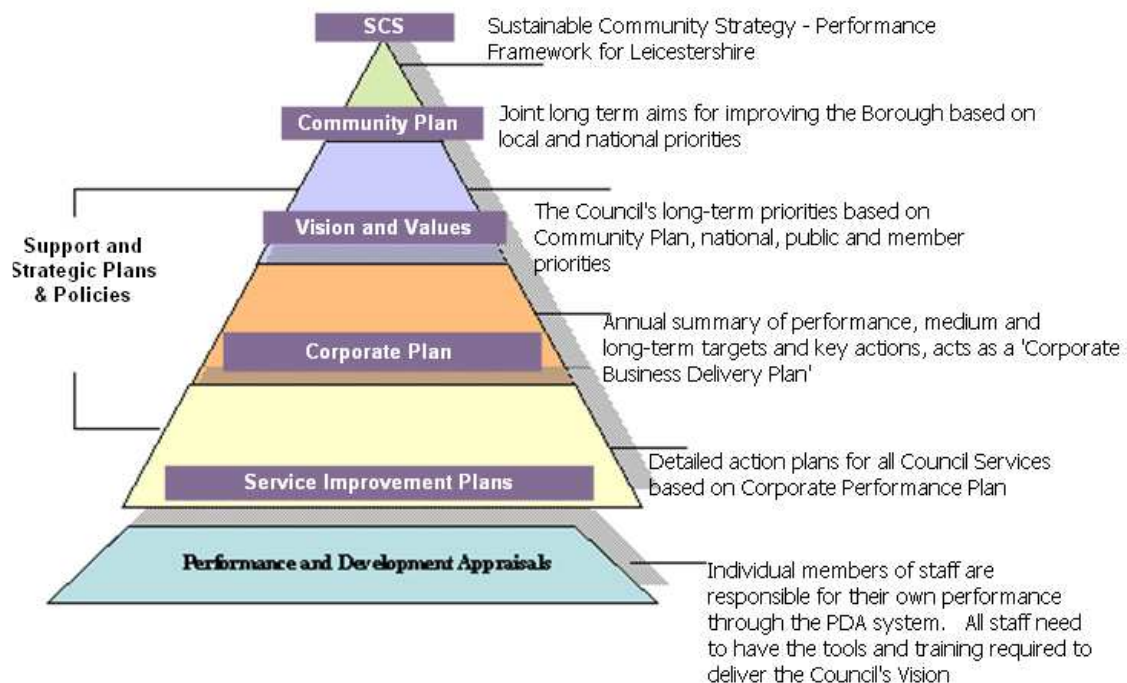 SCS
Sustainable Community Strategy - Performance
Framework for Leicestershire
Community Plan
Joint long term aims for improving the Borough based on
local and national priorities
Vision and Values
The Council's long-term priorities based on
Community Plan, national, public and member
priorities
Support and
Strategic Plans
& Policies
Corporate Plan
Annual summary of performance, medium and
long-term targets and key actions, acts as a 'Corporate
Business Delivery Plan'
Service Improvement Plans
Detailed action plans for all Council Services
based on Corporate Performance Plan
Performance and Development Appraisals
Individual members of staff are
responsible for their own performance
through the PDA system. All staff need
to have the tools and training required to
deliver the Council's Vision